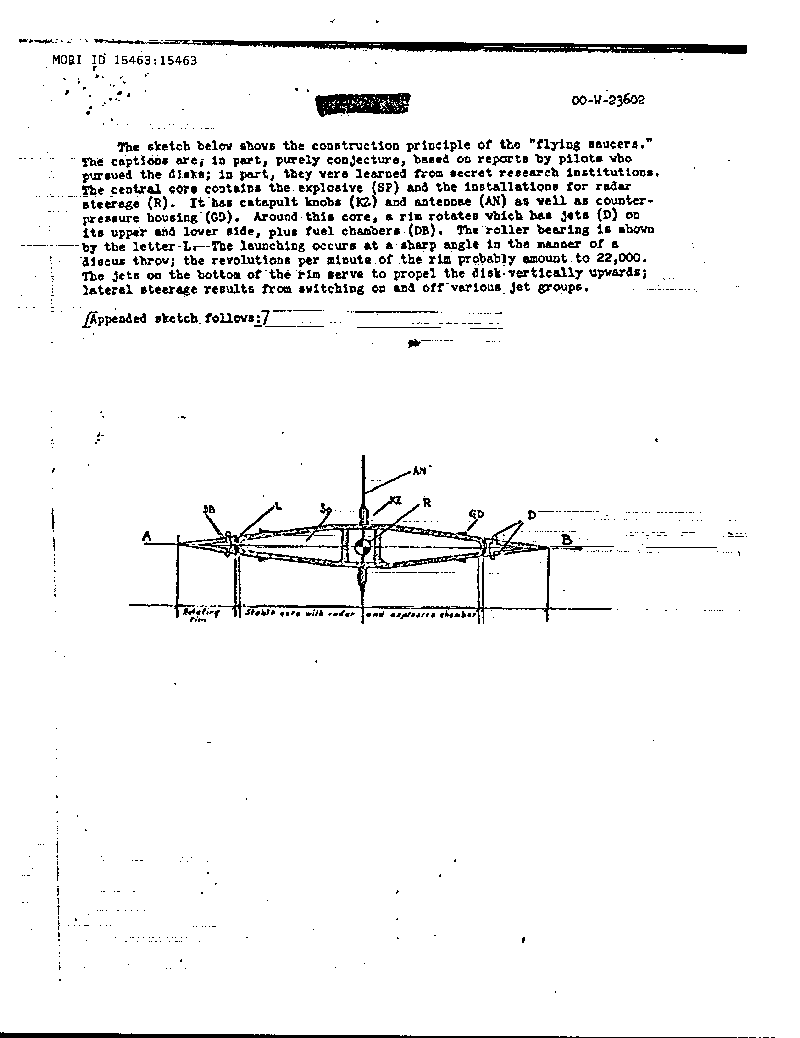 MORI ID 15463:15463
00-W-23602
The sketch below shows the construction principle of the "flying saucers."
The captions are, in part, purely conjecture, based on reports by pilots who
pursued the disks; in part, they were learned from secret research institutions.
The central core contains the explosive (SP) and the installations for radar
steerage (R). It has catapult knobs (KZ) and antennae (AN) as well as counter-
pressure housing (GD). Around this core, a rim rotates which has jets (D) on
its upper and lower side, plus fuel chambers (DB). The roller bearing is shown
by the letter L.—The launching occurs at a sharp angle in the manner of a
discus throw; the revolutions per minute of the rim probably amount to 22,000.
The jets on the bottom of the rim serve to propel the disk vertically upwards;
lateral steerage results from switching on and off various jet groups.
/Appended sketch follows:/
AN
DB L Sp KZ R GD D
A B
Rotating rim
Stable core with radar and explosive chamber